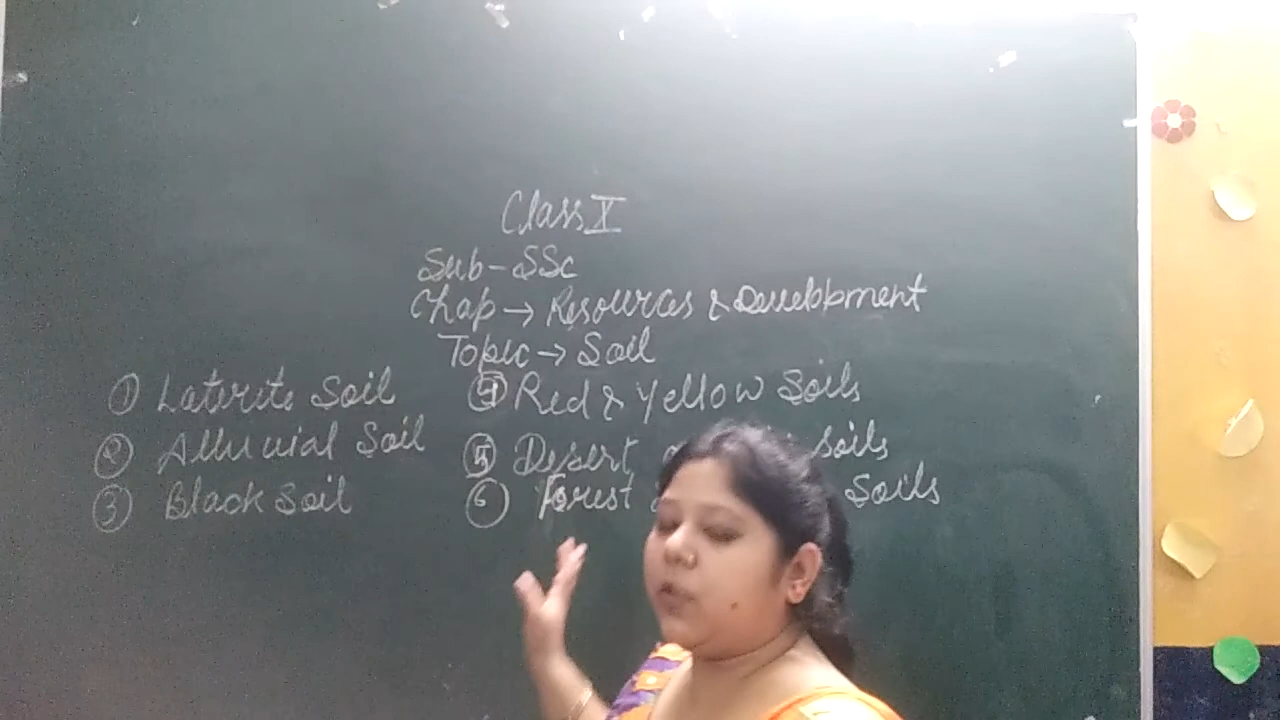 Class X
Sub - SSc
Chap → Resources & Development
Topic → Soil
① Laterite Soil
② Alluvial Soil
③ Black Soil
④ Red & Yellow Soils
⑤ Desert Soils
⑥ Forest Soils